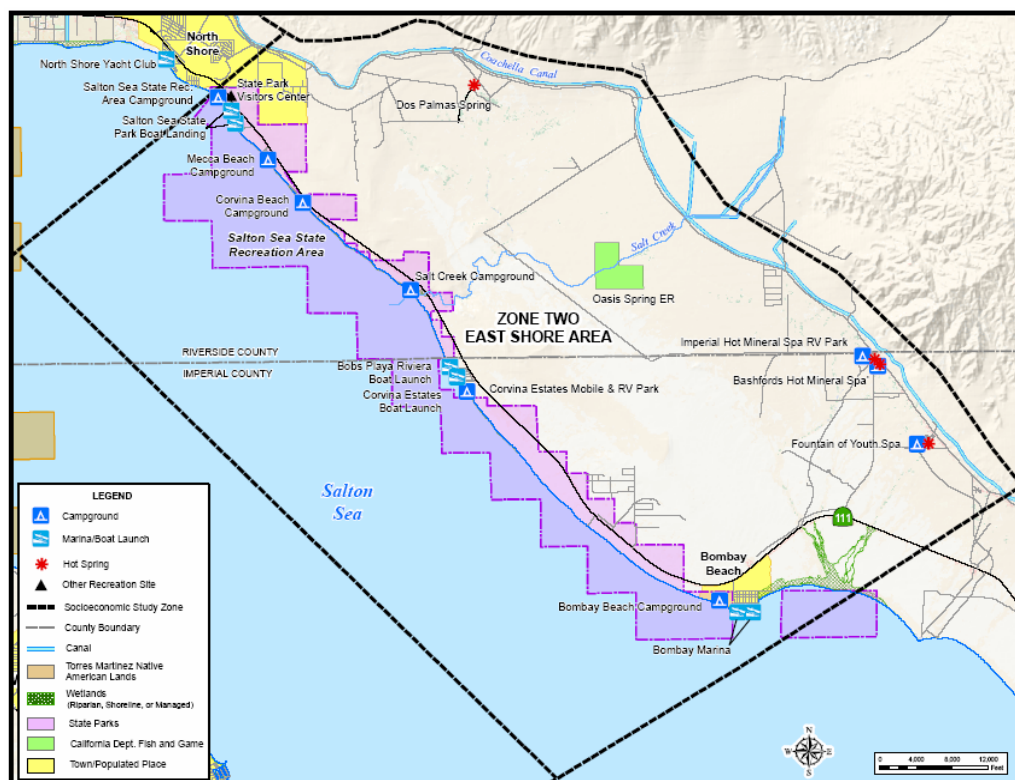 North
Shore
North Shore Yacht Club
Coachella Canal
Salton Sea State Rec.
Area Campground
State Park
Visitors Center
Dos Palmas Spring
Salton Sea State
Park Boat Landing
Mecca Beach
Campground
Corvina Beach
Campground
Salton Sea State
Recreation Area
Salt Creek
Salt Creek Campground
Oasis Spring ER
ZONE TWO
EAST SHORE AREA
Imperial Hot Mineral Spa RV Park
RIVERSIDE COUNTY
IMPERIAL COUNTY
Bobs Playa Riviera
Boat Launch
Bashfords Hot Mineral Spa
Corvina Estates
Boat Launch
Corvina Estates Mobile & RV Park
Fountain of Youth Spa
Salton
Sea
111
Bombay
Beach
Bombay Beach Campground
Bombay Marina
LEGEND
Campground
Marina/Boat Launch
Hot Spring
Other Recreation Site
Socioeconomic Study Zone
County Boundary
Canal
Torres Martinez Native
American Lands
Wetlands
(Riparian, Shoreline, or Managed)
State Parks
California Dept. Fish and Game
Town/Populated Place
N
W E
S
0 4,000 8,000 12,000
Feet